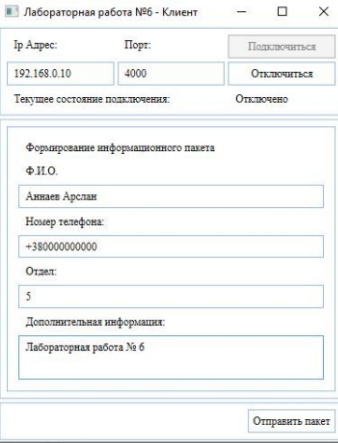 Лабораторная работа №6 - Клиент
Ip Адрес: Порт: Подключиться
192.168.0.10 4000 Отключиться
Текущее состояние подключения: Отключено
Формирование информационного пакета
Ф.И.О.
Аннаев Арслан
Номер телефона:
+380000000000
Отдел:
5
Дополнительная информация:
Лабораторная работа № 6
Отправить пакет